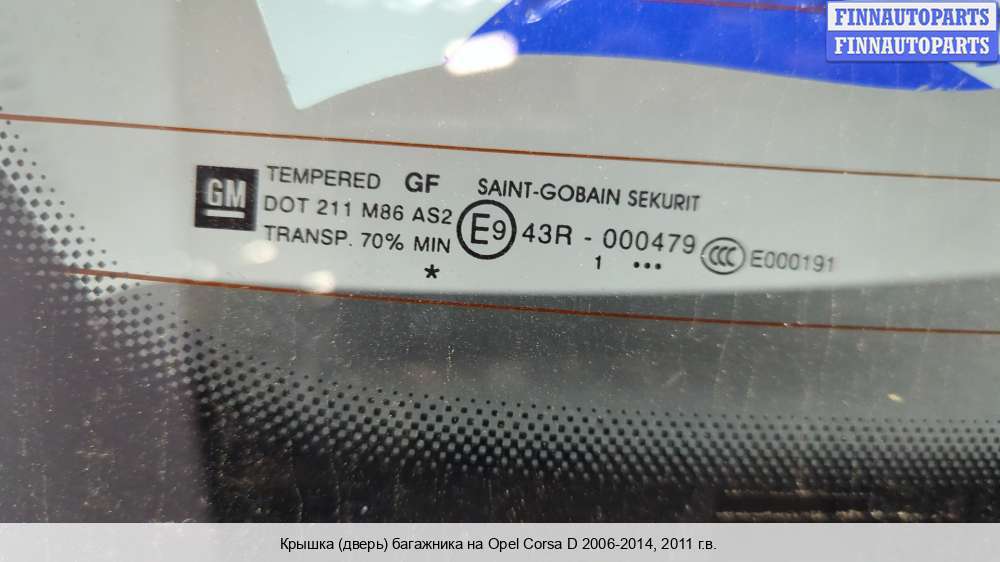 FINNAUTOPARTS
FINNAUTOPARTS
GM
TEMPERED GF SAINT-GOBAIN SEKURIT
DOT 211 M86 AS2
TRANSP. 70% MIN
E9 43R - 000479 CCC E000191
* 1 •••
Крышка (дверь) багажника на Opel Corsa D 2006-2014, 2011 г.в.